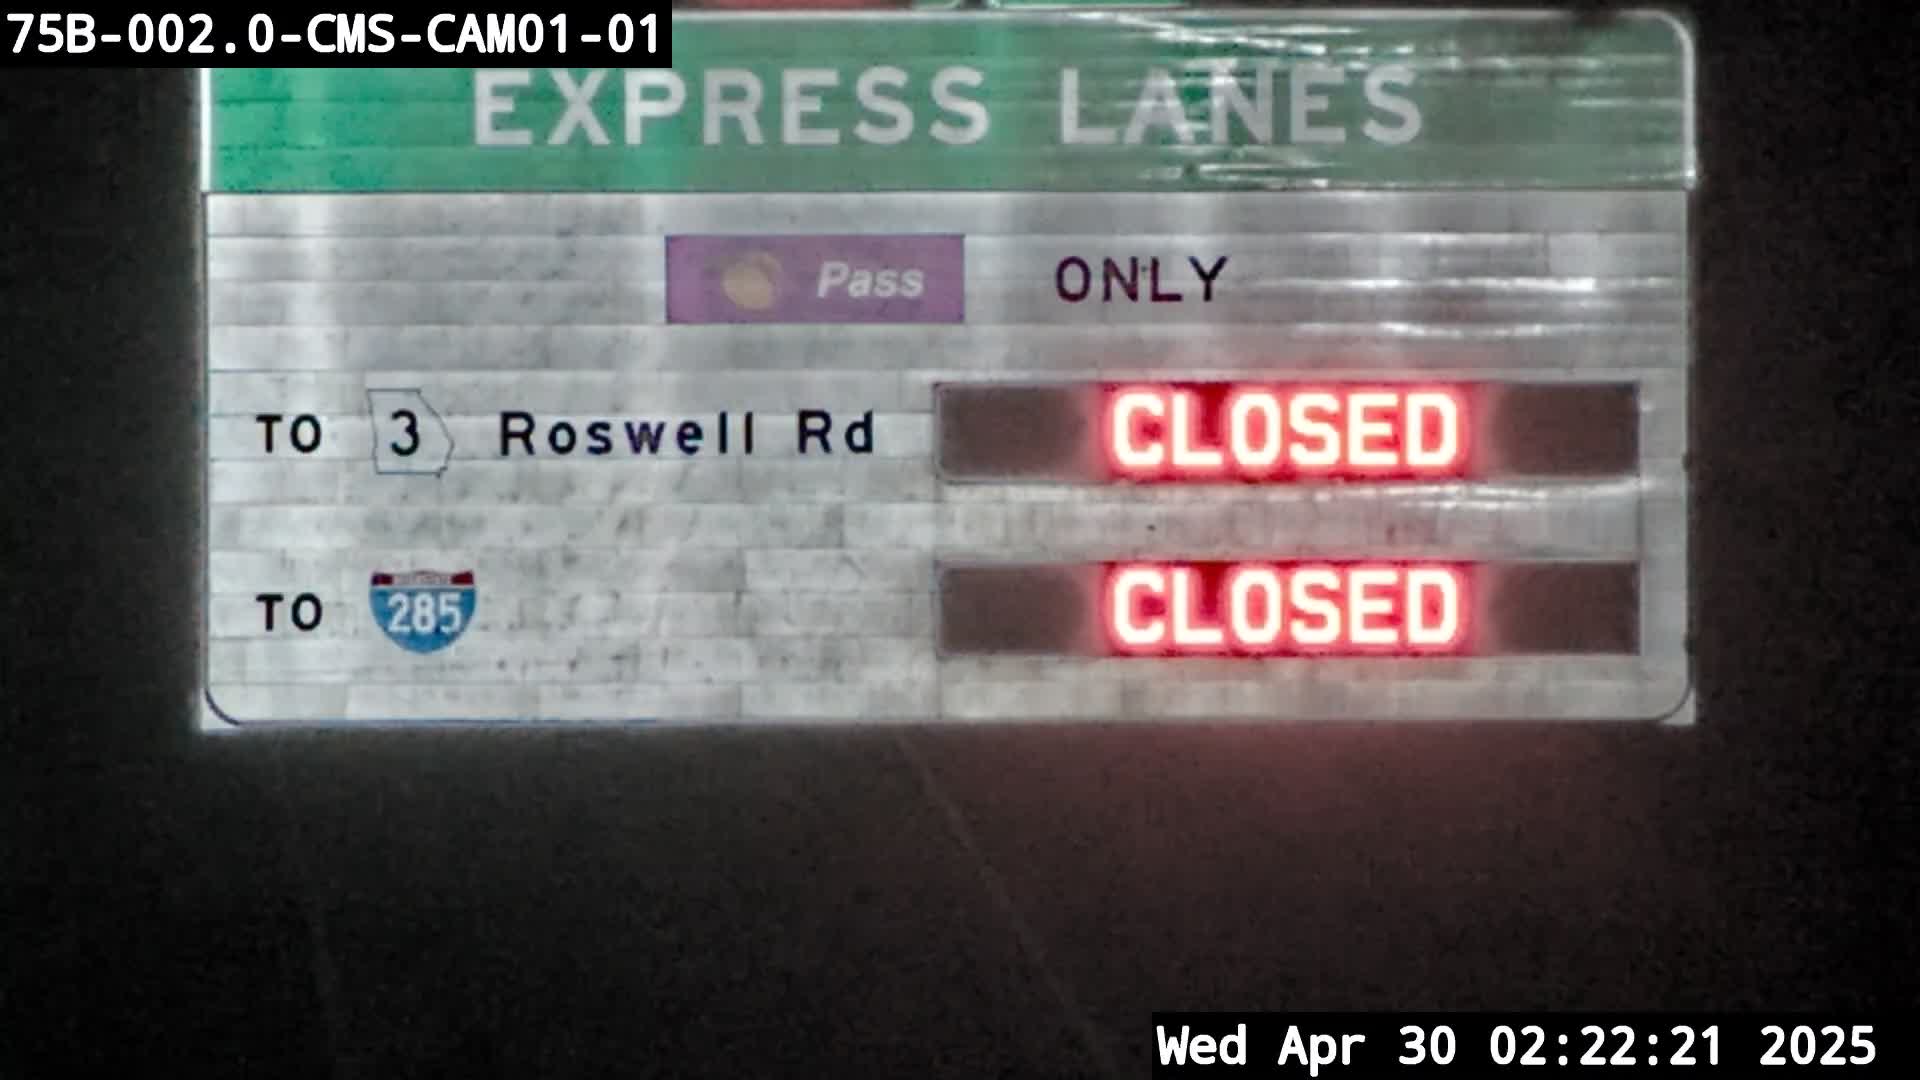 75B-002.0-CMS-CAM01-01
EXPRESS LANES
Pass ONLY
TO 3 Roswell Rd CLOSED
TO 285 CLOSED
Wed Apr 30 02:22:21 2025